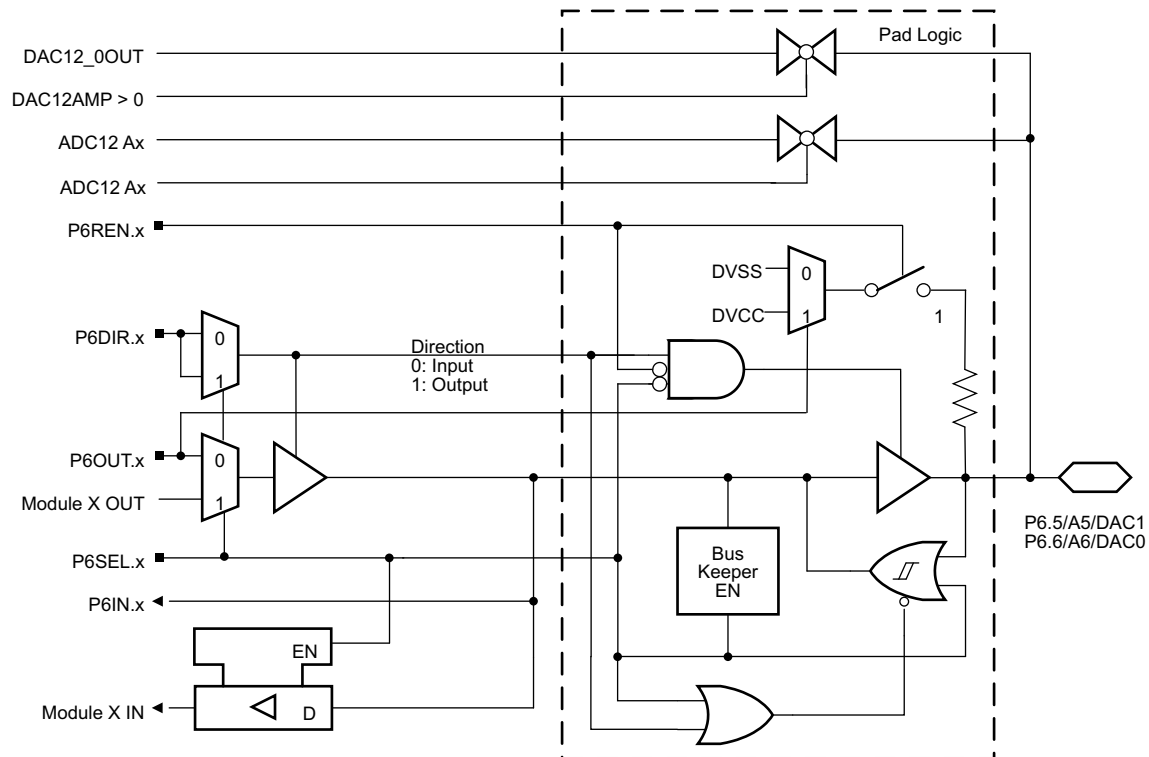 Pad Logic
DAC12_0OUT
DAC12AMP > 0
ADC12 Ax
ADC12 Ax
P6REN.x
DVSS
0
DVCC
1
1
P6DIR.x
0
1
Direction
0: Input
1: Output
P6OUT.x
0
Module X OUT
1
P6SEL.x
P6IN.x
Bus
Keeper
EN
P6.5/A5/DAC1
P6.6/A6/DAC0
EN
Module X IN
D